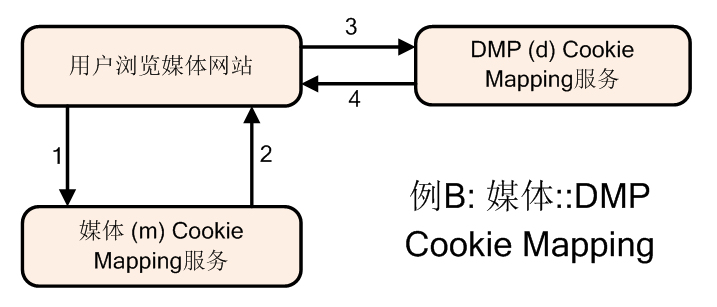 用户浏览媒体网站
3
DMP (d) Cookie
Mapping服务
4
1
2
媒体 (m) Cookie
Mapping服务
例B: 媒体::DMP
Cookie Mapping